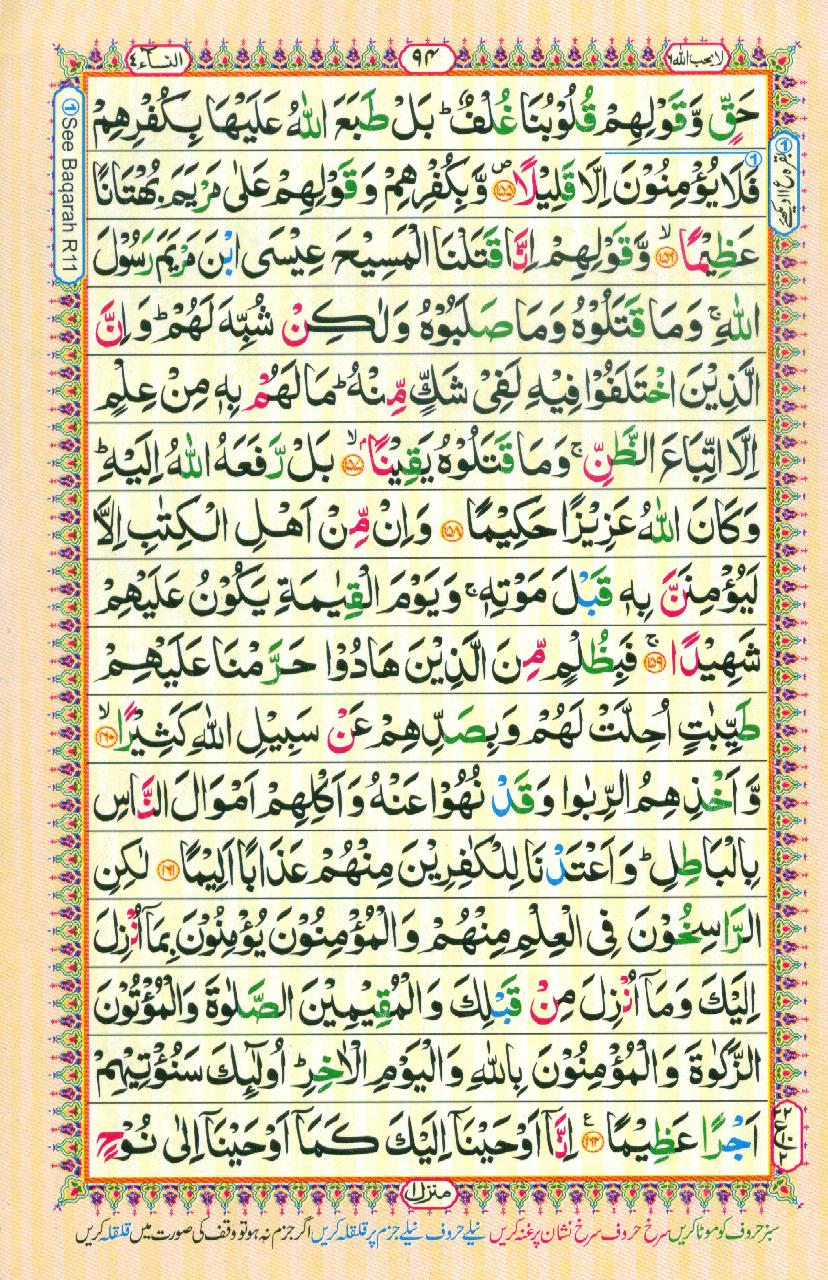 لا یحب اللہ ٦
٩٤
النسآء ٤
حَقٍّ وَّقَوْلِهِمْ قُلُوْبُنَا غُلْفٌ ؕ بَلْ طَبَعَ اللّٰهُ عَلَيْهَا بِكُفْرِهِمْ
فَلَا يُؤْمِنُوْنَ اِلَّا قَلِيْلًا ۪﴿۱۵۵﴾ وَّبِكُفْرِهِمْ وَقَوْلِهِمْ عَلٰى مَرْيَمَ بُهْتَانًا
عَظِيْمًا ۙ﴿۱۵۶﴾ وَّقَوْلِهِمْ اِنَّا قَتَلْنَا الْمَسِيْحَ عِيْسَى ابْنَ مَرْيَمَ رَسُوْلَ
اللّٰهِ ۚ وَمَا قَتَلُوْهُ وَمَا صَلَبُوْهُ وَلٰكِنْ شُبِّهَ لَهُمْ ؕ وَاِنَّ
الَّذِيْنَ اخْتَلَفُوْا فِيْهِ لَفِيْ شَكٍّ مِّنْهُ ؕ مَا لَهُمْ بِهٖ مِنْ عِلْمٍ
اِلَّا اتِّبَاعَ الظَّنِّ ۚ وَمَا قَتَلُوْهُ يَقِيْنًا ۙ﴿۱۵۷﴾ بَلْ رَّفَعَهُ اللّٰهُ اِلَيْهِ ؕ
وَكَانَ اللّٰهُ عَزِيْزًا حَكِيْمًا ﴿۱۵۸﴾ وَاِنْ مِّنْ اَهْلِ الْكِتٰبِ اِلَّا
لَيُؤْمِنَنَّ بِهٖ قَبْلَ مَوْتِهٖ ۚ وَيَوْمَ الْقِيٰمَةِ يَكُوْنُ عَلَيْهِمْ
شَهِيْدًا ۚ﴿۱۵۹﴾ فَبِظُلْمٍ مِّنَ الَّذِيْنَ هَادُوْا حَرَّمْنَا عَلَيْهِمْ
طَيِّبٰتٍ اُحِلَّتْ لَهُمْ وَبِصَدِّهِمْ عَنْ سَبِيْلِ اللّٰهِ كَثِيْرًا ۙ﴿۱۶۰﴾
وَّاَخْذِهِمُ الرِّبٰوا وَقَدْ نُهُوْا عَنْهُ وَاَكْلِهِمْ اَمْوَالَ النَّاسِ
بِالْبَاطِلِ ؕ وَاَعْتَدْنَا لِلْكٰفِرِيْنَ مِنْهُمْ عَذَابًا اَلِيْمًا ﴿۱۶۱﴾ لٰكِنِ
الرَّاسِخُوْنَ فِي الْعِلْمِ مِنْهُمْ وَالْمُؤْمِنُوْنَ يُؤْمِنُوْنَ بِمَاۤ اُنْزِلَ
اِلَيْكَ وَمَاۤ اُنْزِلَ مِنْ قَبْلِكَ وَالْمُقِيْمِيْنَ الصَّلٰوةَ وَالْمُؤْتُوْنَ
الزَّكٰوةَ وَالْمُؤْمِنُوْنَ بِاللّٰهِ وَالْيَوْمِ الْاٰخِرِ ؕ اُولٰٓئِكَ سَنُؤْتِيْهِمْ
اَجْرًا عَظِيْمًا ۠﴿۱۶۲﴾ اِنَّاۤ اَوْحَيْنَاۤ اِلَيْكَ كَمَاۤ اَوْحَيْنَاۤ اِلٰى نُوْحٍ
منزل ۱
① See Baqarah R11
سبز حروف کو موٹا کریں سرخ حروف سرخ نشان پر غنہ کریں نیلے حروف نیلے جزم پر قلقلہ کریں اگر جزم نہ ہو تو وقف کی صورت میں قلقلہ کریں